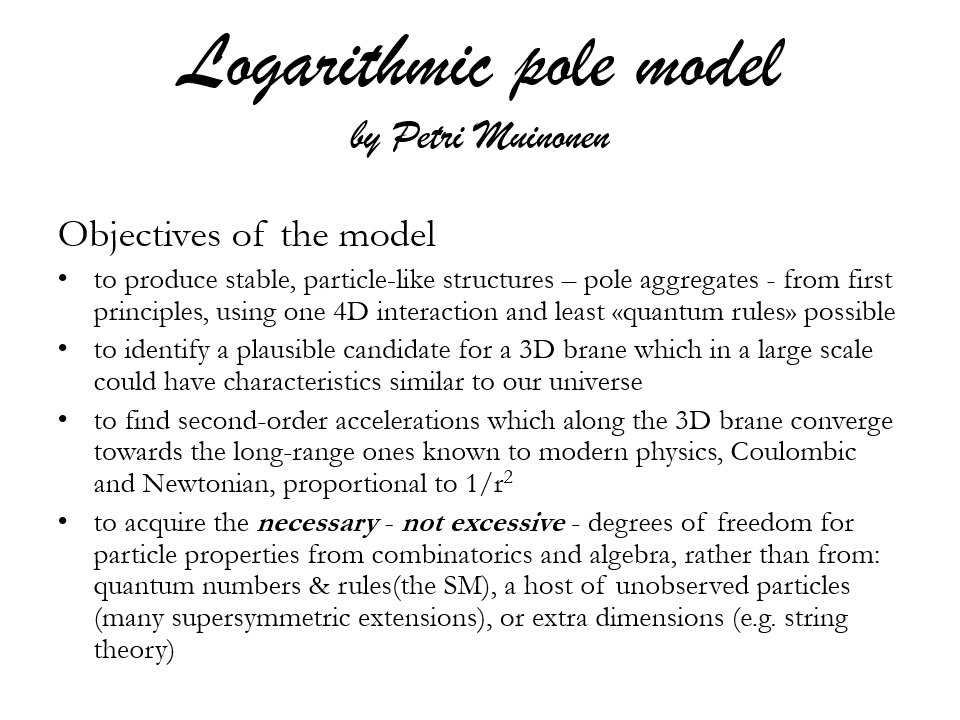 Logarithmic pole model
by Petri Muinonen
Objectives of the model
• to produce stable, particle-like structures – pole aggregates - from first
principles, using one 4D interaction and least «quantum rules» possible
• to identify a plausible candidate for a 3D brane which in a large scale
could have characteristics similar to our universe
• to find second-order accelerations which along the 3D brane converge
towards the long-range ones known to modern physics, Coulombic
and Newtonian, proportional to 1/r²
• to acquire the necessary - not excessive - degrees of freedom for
particle properties from combinatorics and algebra, rather than from:
quantum numbers & rules(the SM), a host of unobserved particles
(many supersymmetric extensions), or extra dimensions (e.g. string
theory)